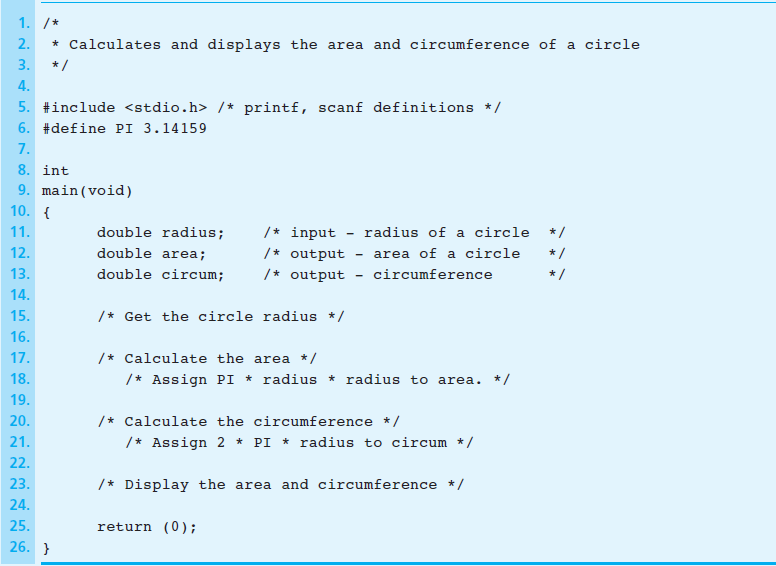 1. /*
2.  * Calculates and displays the area and circumference of a circle
3.  */
4.
5. #include <stdio.h> /* printf, scanf definitions */
6. #define PI 3.14159
7.
8. int
9. main(void)
10. {
11.       double radius;    /* input - radius of a circle  */
12.       double area;      /* output - area of a circle   */
13.       double circum;    /* output - circumference      */
14.
15.       /* Get the circle radius */
16.
17.       /* Calculate the area */
18.          /* Assign PI * radius * radius to area. */
19.
20.       /* Calculate the circumference */
21.          /* Assign 2 * PI * radius to circum */
22.
23.       /* Display the area and circumference */
24.
25.       return (0);
26. }